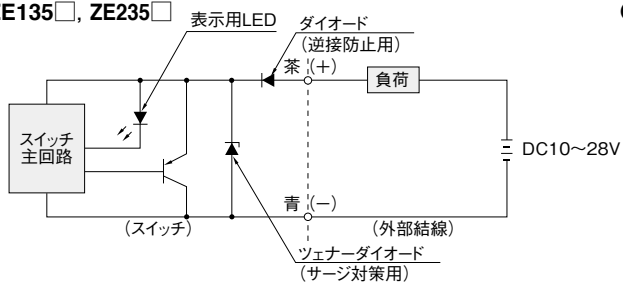 ZE135□, ZE235□
表示用LED
ダイオード
(逆接防止用)
茶 (+)
負荷
スイッチ
主回路
DC10〜28V
青 (−)
(スイッチ)
(外部結線)
ツェナーダイオード
(サージ対策用)